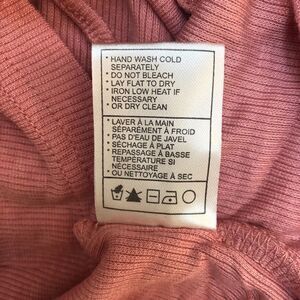 • HAND WASH COLD
SEPARATELY
• DO NOT BLEACH
• LAY FLAT TO DRY
• IRON LOW HEAT IF
NECESSARY
• OR DRY CLEAN
• LAVER À LA MAIN
SÉPARÉMENT À FROID
• PAS D'EAU DE JAVEL
• SÉCHAGE À PLAT
• REPASSAGE À BASSE
TEMPÉRATURE SI
NÉCESSAIRE
• OU NETTOYAGE À SEC